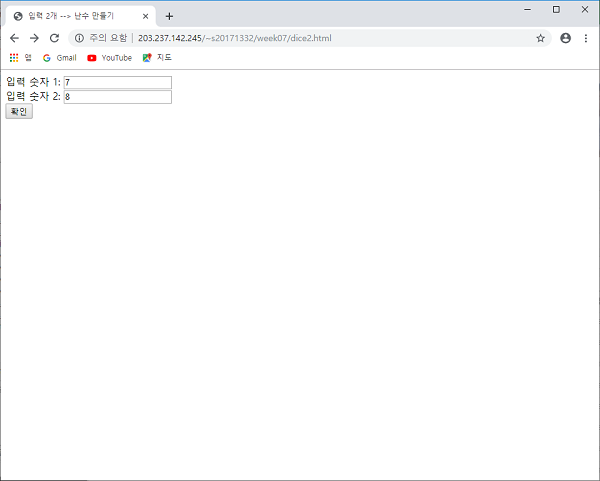 입력 2개 --> 난수 만들기
주의 요함 203.237.142.245/~s20171332/week07/dice2.html
앱 Gmail YouTube 지도
입력 숫자 1: 7
입력 숫자 2: 8
확인